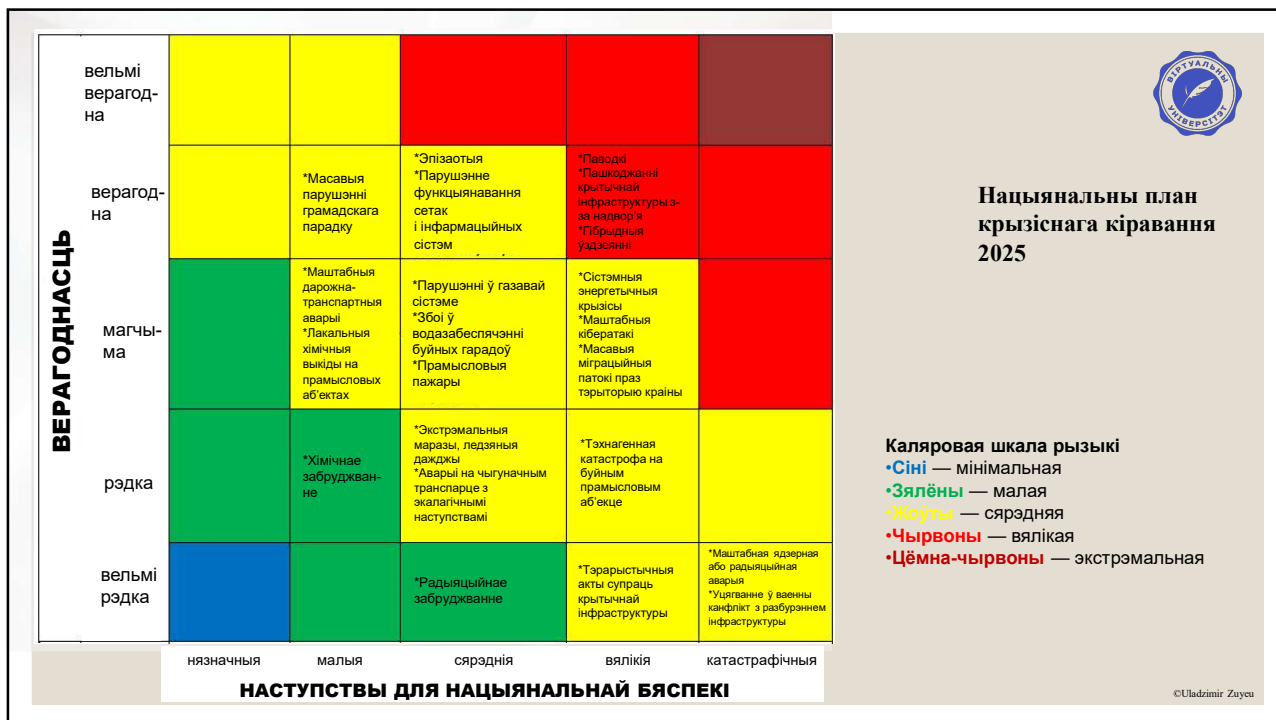 ВЕРАГОДНАСЦЬ
вельмі
верагод-
на
верагод-
на
*Масавыя
парушэнні
грамадскага
парадку
*Эпізаотыя
*Парушэнне
функцыянавання
сетак
і інфармацыйных
сістэм
*Паводкі
*Пашкоджанні
крытычнай
інфраструктуры з-
за надвор'я
*Гібрыдныя
ўздзеянні
магчы-
ма
*Маштабныя
дарожна-
транспартныя
аварыі
*Лакальныя
хімічныя
выкіды на
прамысловых
аб'ектах
*Парушэнні ў газавай
сістэме
*Збоі ў
водазабеспячэнні
буйных гарадоў
*Прамысловыя
пажары
*Сістэмныя
энергетычныя
крызісы
*Маштабныя
кібератакі
*Масавыя
міграцыйныя
патокі праз
тэрыторыю краіны
рэдка
*Хімічнае
забруджван-
не
*Экстрэмальныя
маразы, ледзяныя
дажджы
*Аварыі на чыгуначным
транспарце з
экалагічнымі
наступствамі
*Тэхнагенная
катастрофа на
буйным
прамысловым
аб'екце
вельмі
рэдка
*Радыяцыйнае
забруджванне
*Тэрарыстычныя
акты супраць
крытычнай
інфраструктуры
*Маштабная ядзерная
або радыяцыйная
аварыя
*Уцягванне ў ваенны
канфлікт з разбурэннем
інфраструктуры
нязначныя
малыя
сярэднія
вялікія
катастрафічныя
НАСТУПСТВЫ ДЛЯ НАЦЫЯНАЛЬНАЙ БЯСПЕКІ
ВІРТУАЛЬНЫ
УНІВЕРСІТЭТ
Нацыянальны план
крызіснага кіравання
2025
Каляровая шкала рызыкі
•Сіні — мінімальная
•Зялёны — малая
•Жоўты — сярэдняя
•Чырвоны — вялікая
•Цёмна-чырвоны — экстрэмальная
©Uladzimir Zuyeu